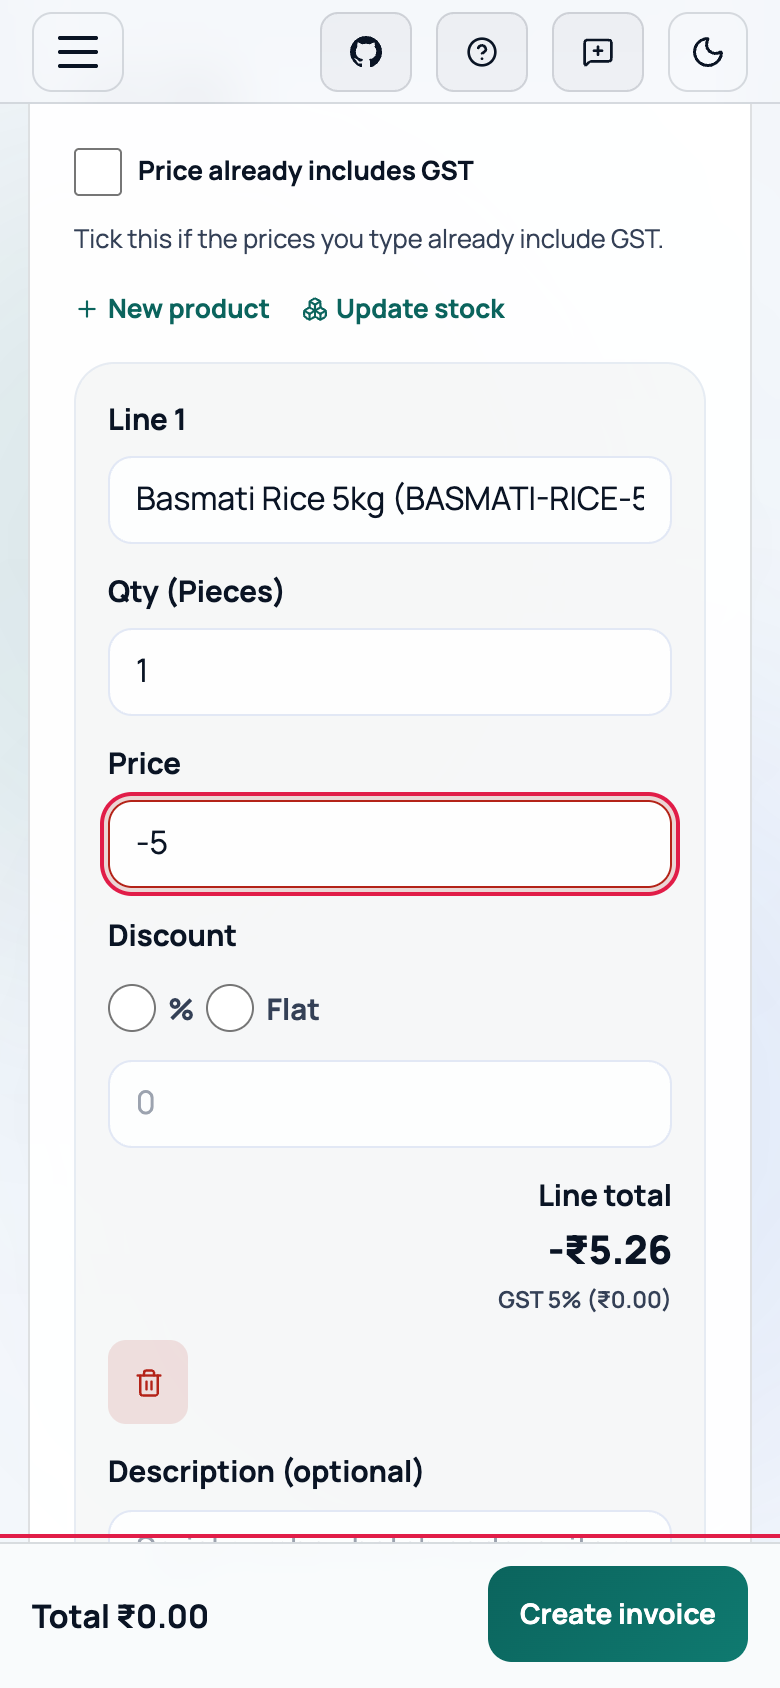 Price already includes GST
Tick this if the prices you type already include GST.
+ New product Update stock
Line 1
Basmati Rice 5kg (BASMATI-RICE-5
Qty (Pieces)
1
Price
-5
Discount
% Flat
0
Line total
-₹5.26
GST 5% (₹0.00)
Description (optional)
Total ₹0.00
Create invoice